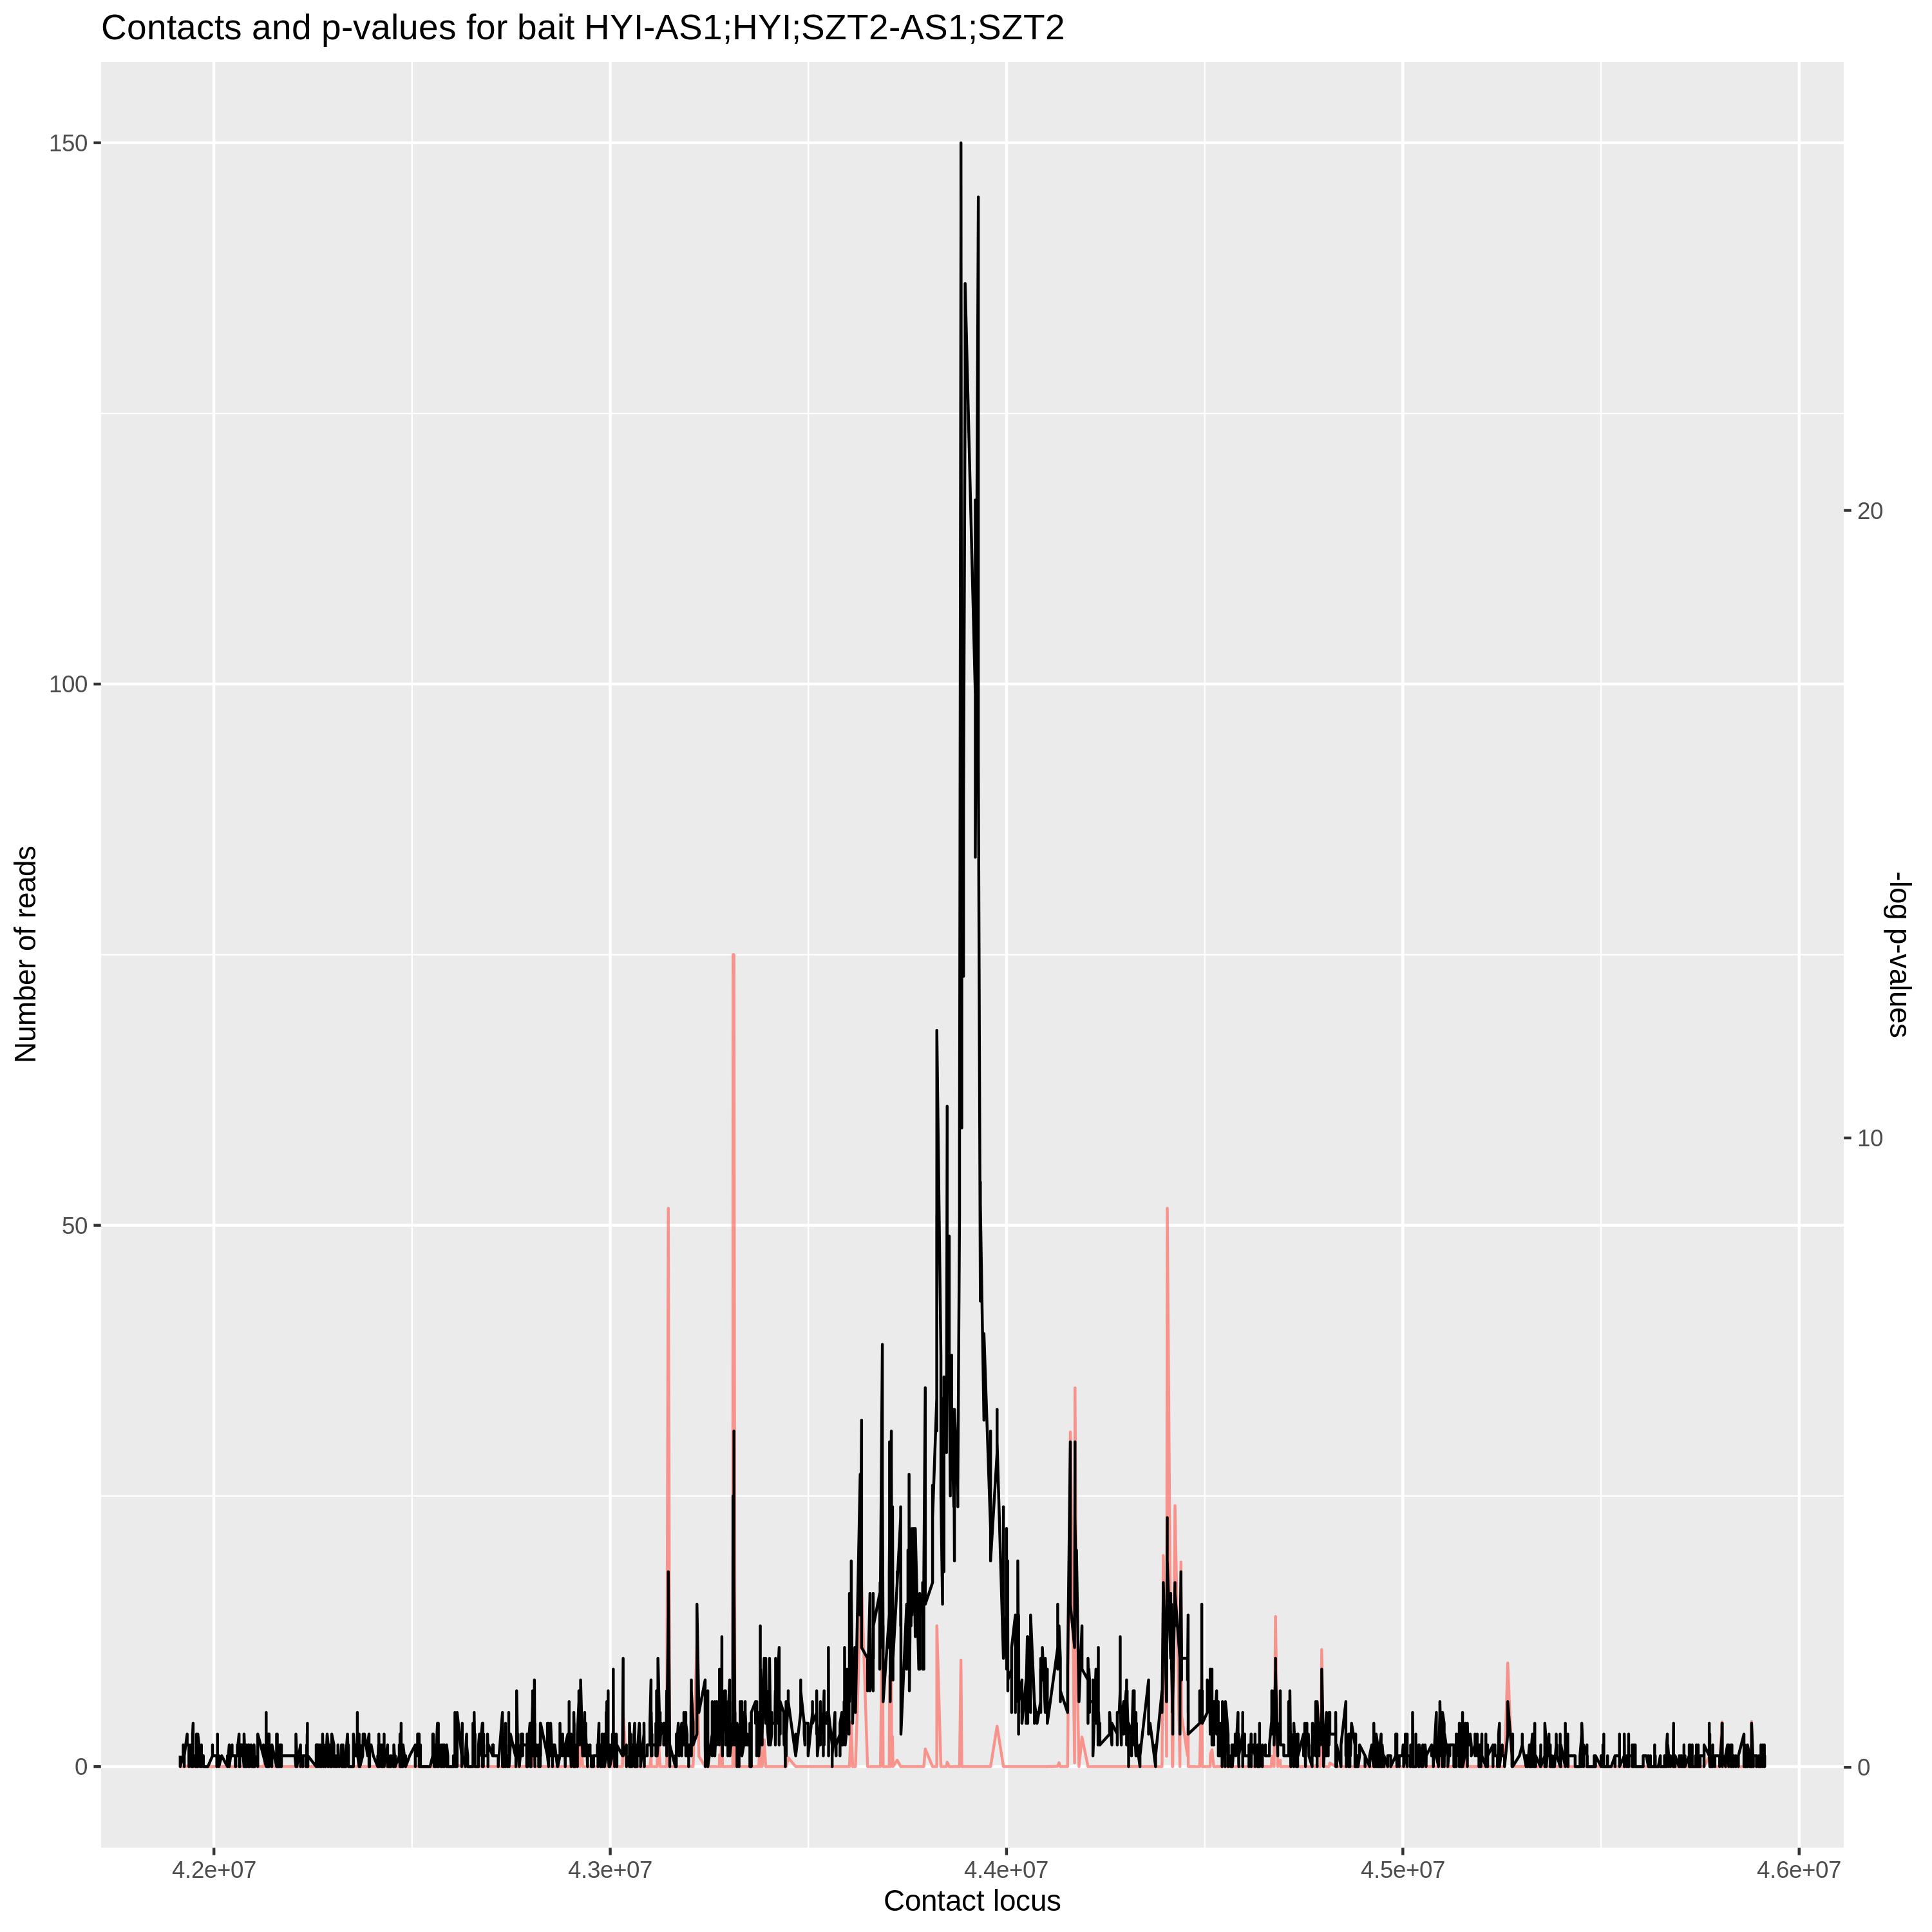 Contacts and p-values for bait HYI-AS1;HYI;SZT2-AS1;SZT2
150
100
50
0
Number of reads
20
10
0
-log p-values
4.2e+07
4.3e+07
4.4e+07
4.5e+07
4.6e+07
Contact locus